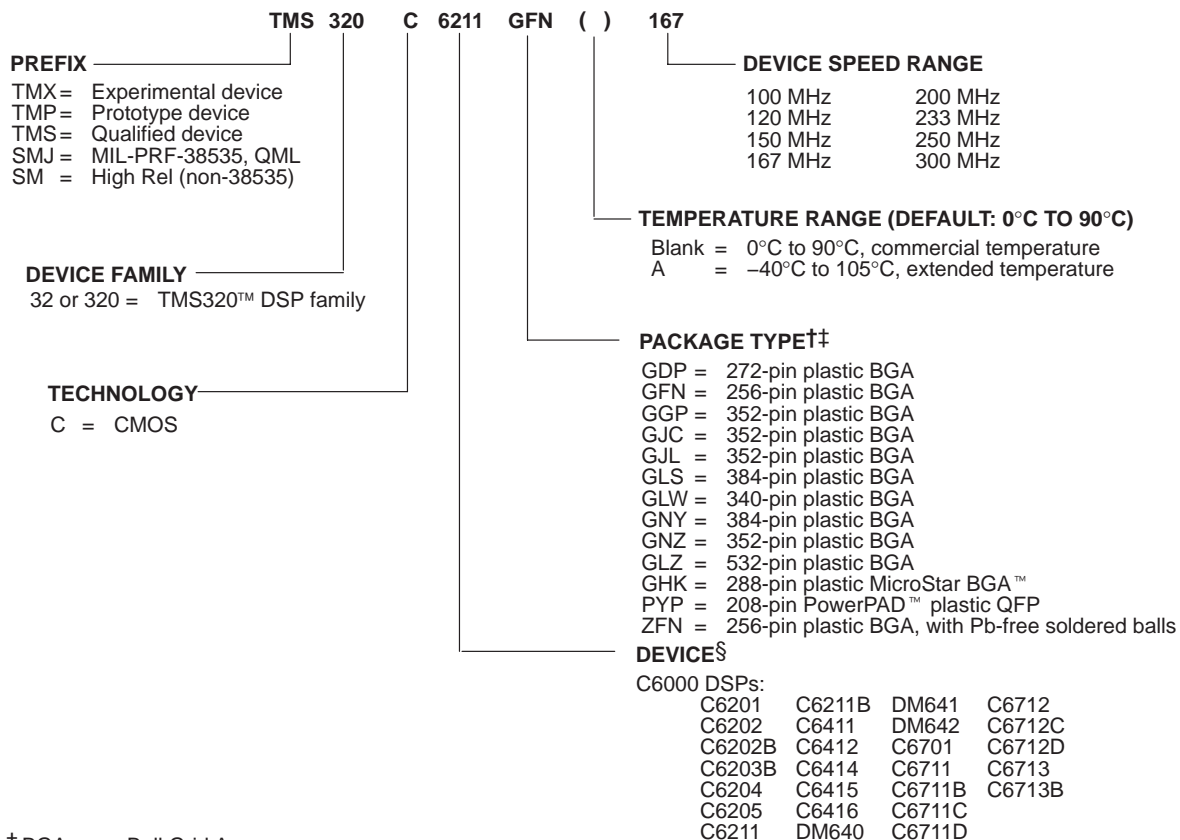 TMS 320 C 6211 GFN ( ) 167
PREFIX
TMX = Experimental device
TMP = Prototype device
TMS = Qualified device
SMJ = MIL-PRF-38535, QML
SM = High Rel (non-38535)
DEVICE SPEED RANGE
100 MHz 200 MHz
120 MHz 233 MHz
150 MHz 250 MHz
167 MHz 300 MHz
TEMPERATURE RANGE (DEFAULT: 0°C TO 90°C)
Blank = 0°C to 90°C, commercial temperature
A = −40°C to 105°C, extended temperature
DEVICE FAMILY
32 or 320 = TMS320™ DSP family
PACKAGE TYPE†‡
GDP = 272-pin plastic BGA
GFN = 256-pin plastic BGA
GGP = 352-pin plastic BGA
GJC = 352-pin plastic BGA
GJL = 352-pin plastic BGA
GLS = 384-pin plastic BGA
GLW = 340-pin plastic BGA
GNY = 384-pin plastic BGA
GNZ = 352-pin plastic BGA
GLZ = 532-pin plastic BGA
GHK = 288-pin plastic MicroStar BGA™
PYP = 208-pin PowerPAD™ plastic QFP
ZFN = 256-pin plastic BGA, with Pb-free soldered balls
TECHNOLOGY
C = CMOS
DEVICE§
C6000 DSPs:
C6201 C6211B DM641 C6712
C6202 C6411 DM642 C6712C
C6202B C6412 C6701 C6712D
C6203B C6414 C6711 C6713
C6204 C6415 C6711B C6713B
C6205 C6416 C6711C
C6211 DM640 C6711D